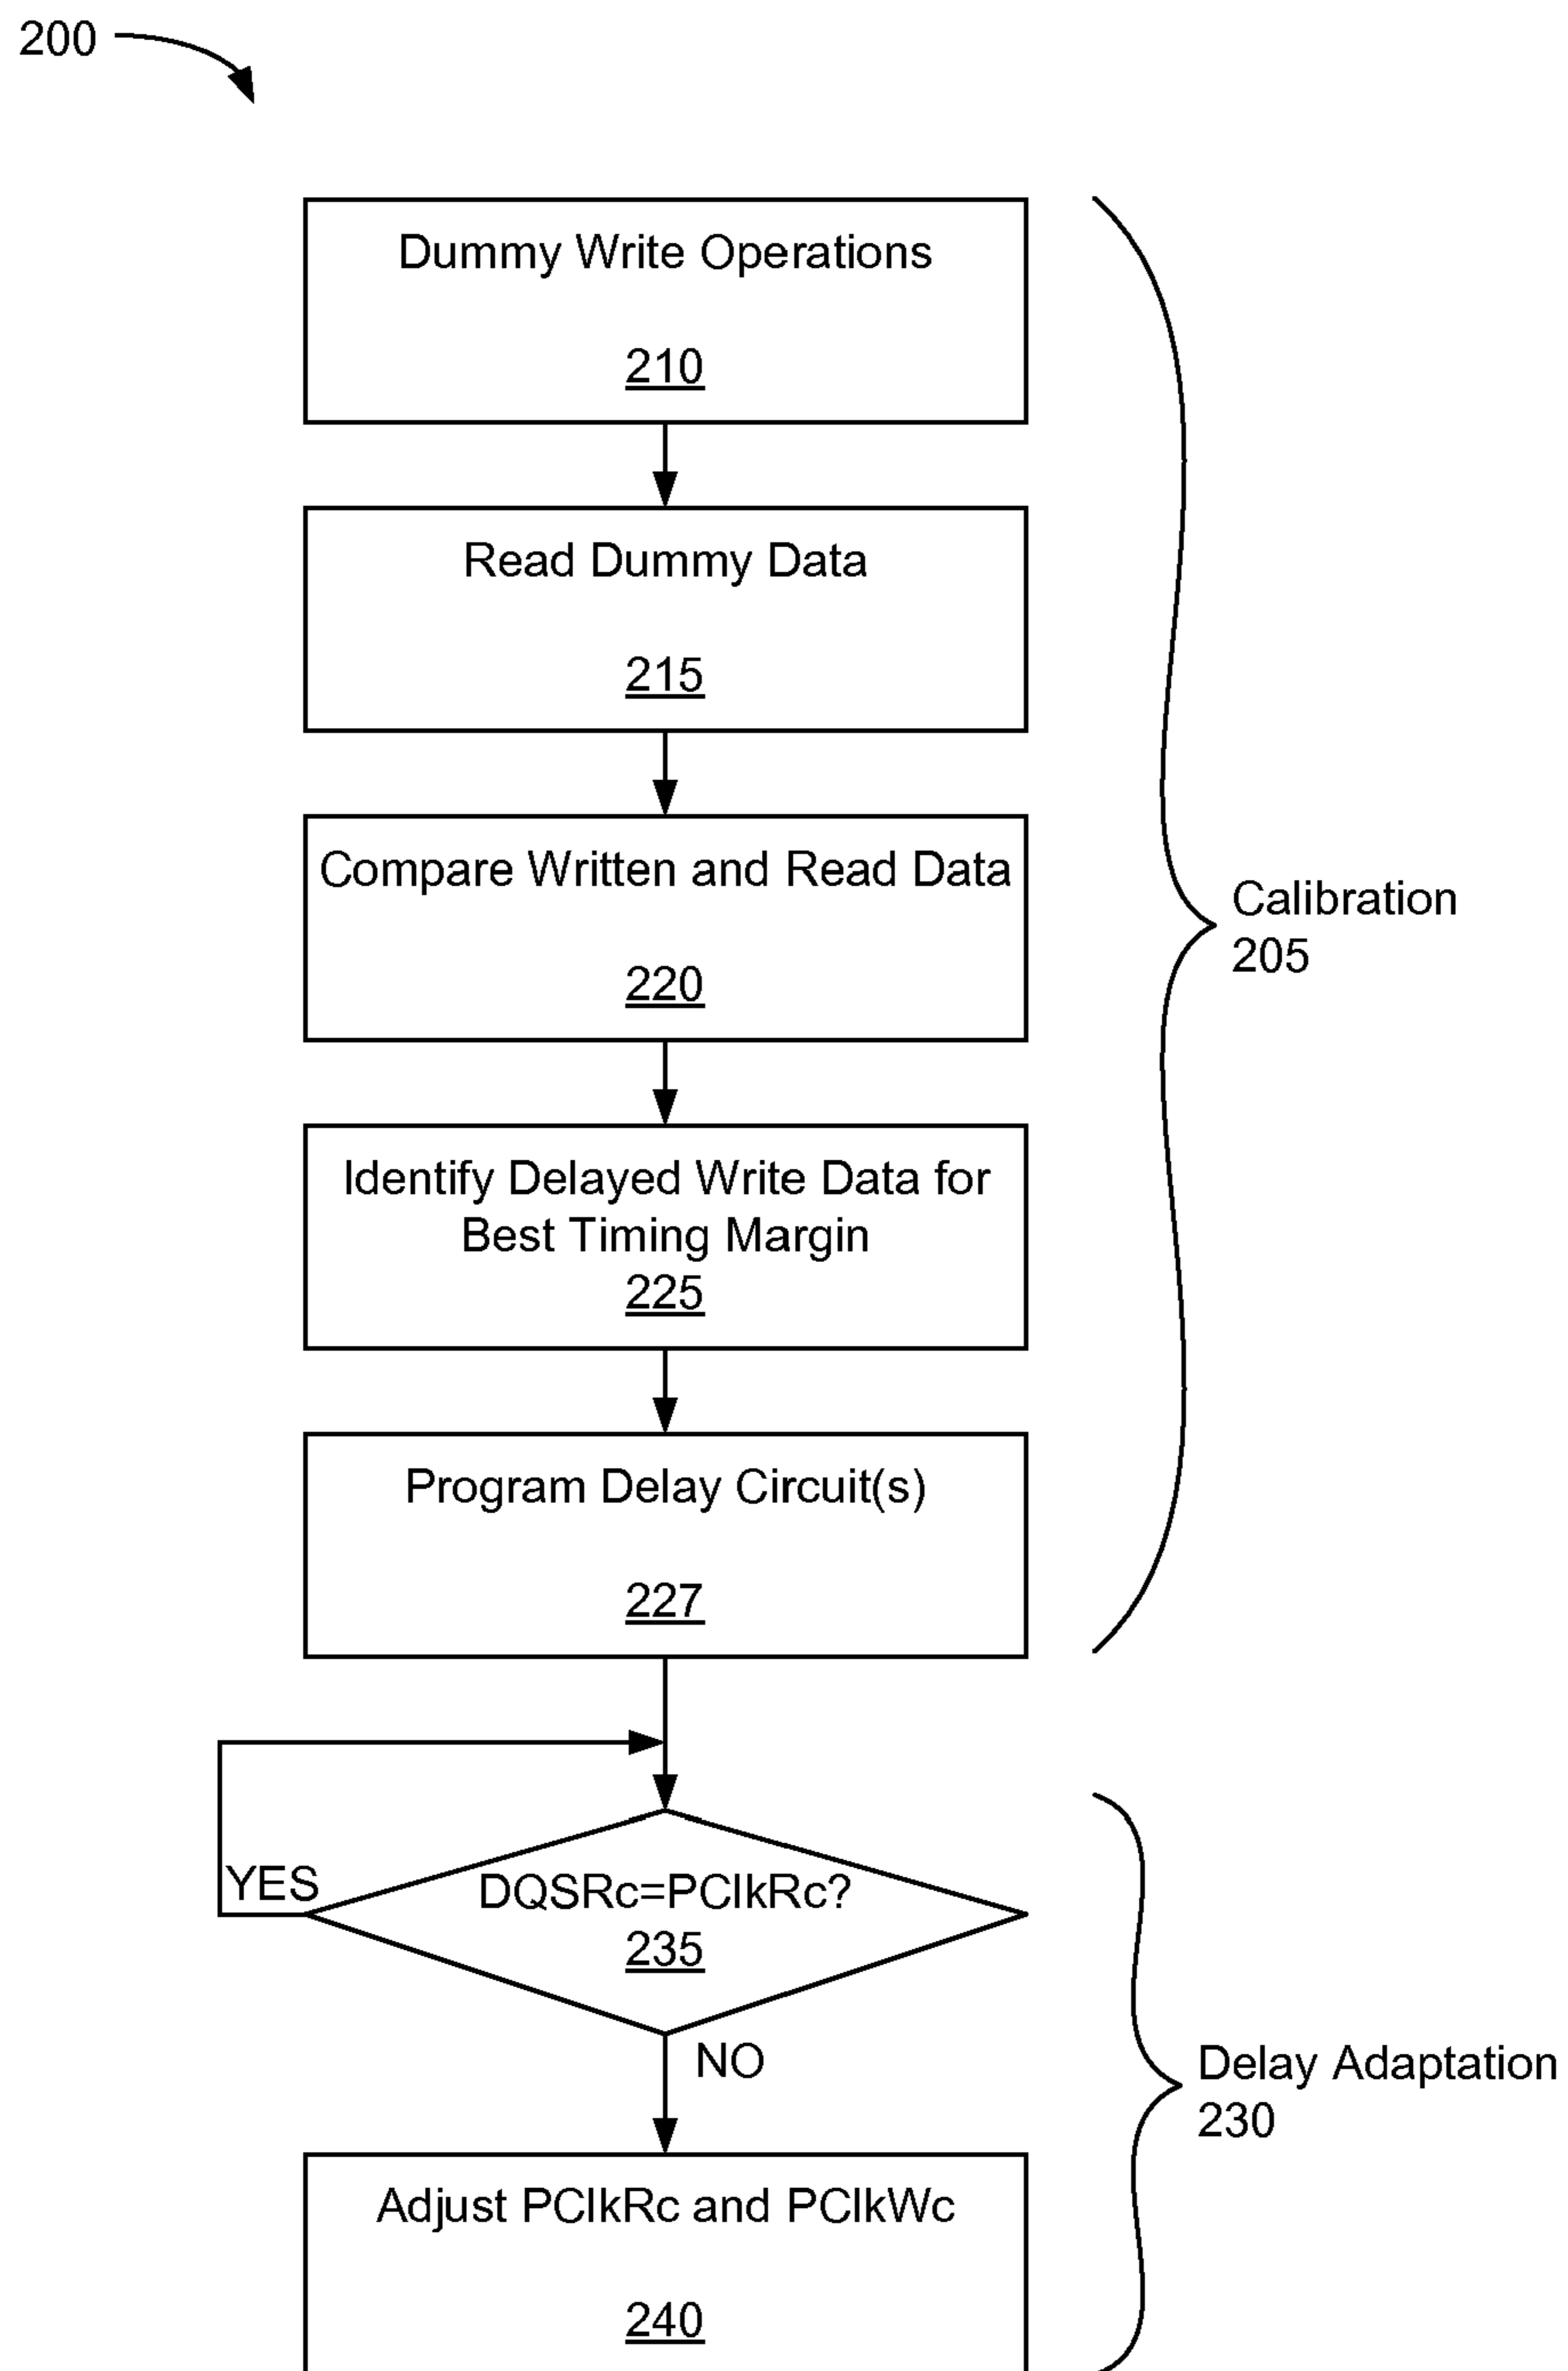 200
Dummy Write Operations
210
Read Dummy Data
215
Compare Written and Read Data
220
Calibration
205
Identify Delayed Write Data for
Best Timing Margin
225
Program Delay Circuit(s)
227
YES
DQSRc=PClkRc?
235
NO
Delay Adaptation
230
Adjust PClkRc and PClkWc
240